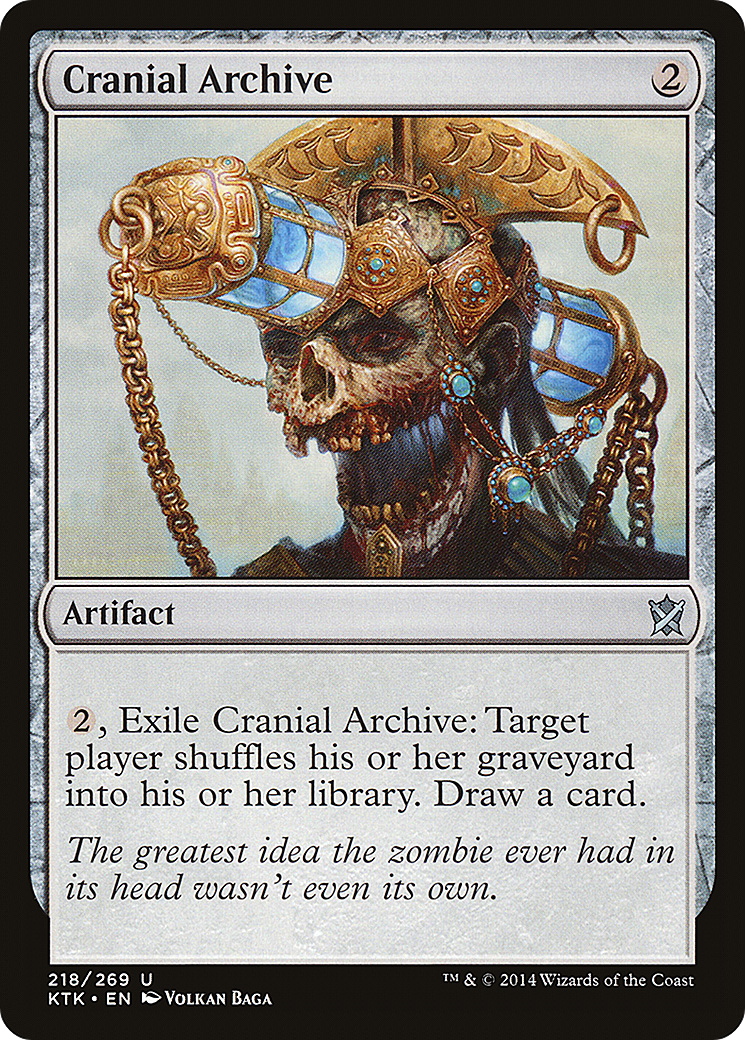 Cranial Archive 2
Artifact
2, Exile Cranial Archive: Target
player shuffles his or her graveyard
into his or her library. Draw a card.
The greatest idea the zombie ever had in
its head wasn't even its own.
218/269 U ™ & © 2014 Wizards of the Coast
KTK • EN Volkan Baga